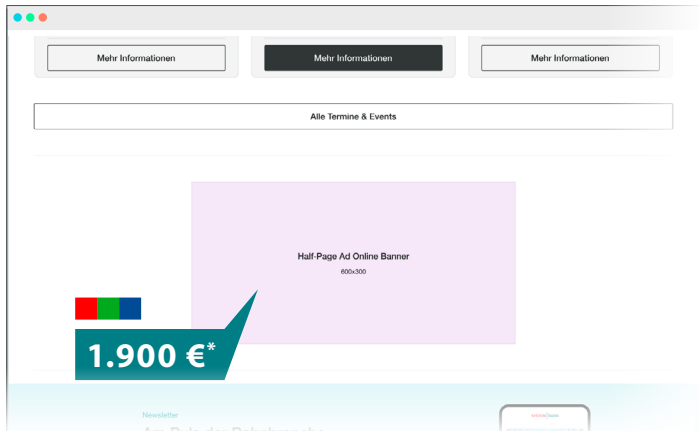 Mehr Informationen
Mehr Informationen
Mehr Informationen
Alle Termine & Events
Half-Page Ad Online Banner
600x300
1.900 €*
Newsletter